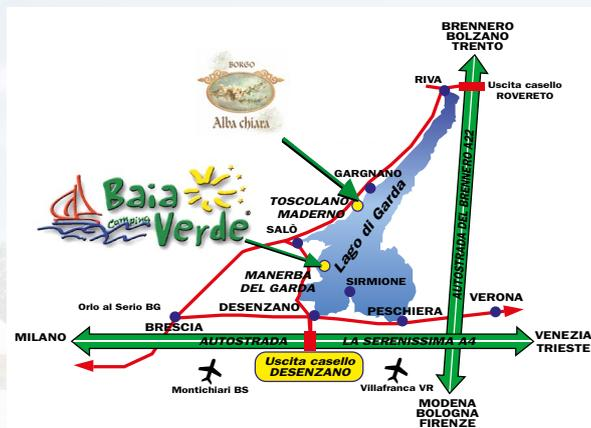 BRENNERO
BOLZANO
TRENTO
RIVA
Uscita casello
ROVERETO
BORGO
Alba chiara
AUTOSTRADA DEL BRENNERO A22
GARGNANO
TOSCOLANO
MADERNO
Lago di Garda
Baia
Camping
Verde
SALÒ
MANERBA
DEL GARDA
SIRMIONE
Orlo al Serio BG
DESENZANO
PESCHIERA
VERONA
BRESCIA
MILANO
AUTOSTRADA
LA SERENISSIMA A4
VENEZIA
TRIESTE
Uscita casello
DESENZANO
Montichiari BS
Villafranca VR
MODENA
BOLOGNA
FIRENZE